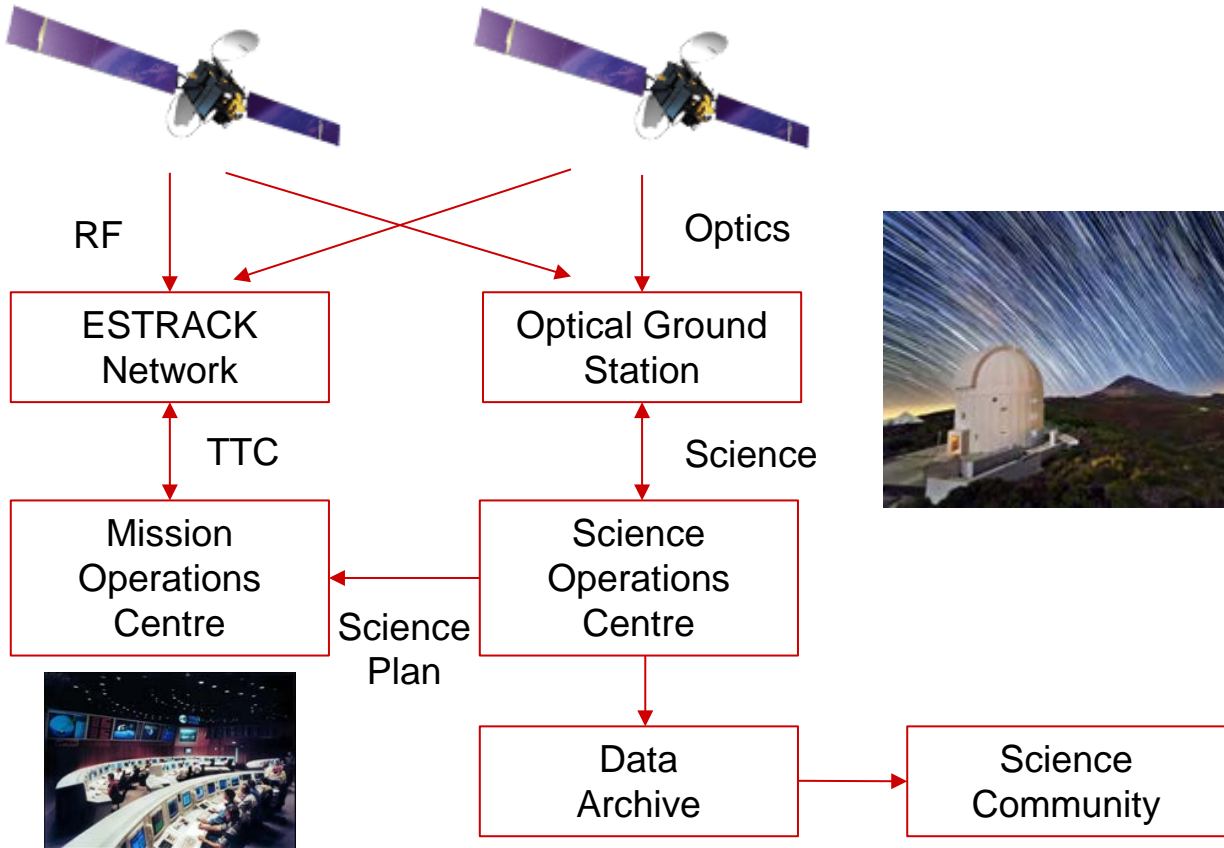 RF
Optics
ESTRACK
Network
Optical Ground
Station
TTC
Science
Mission
Operations
Centre
Science
Plan
Science
Operations
Centre
Data
Archive
Science
Community